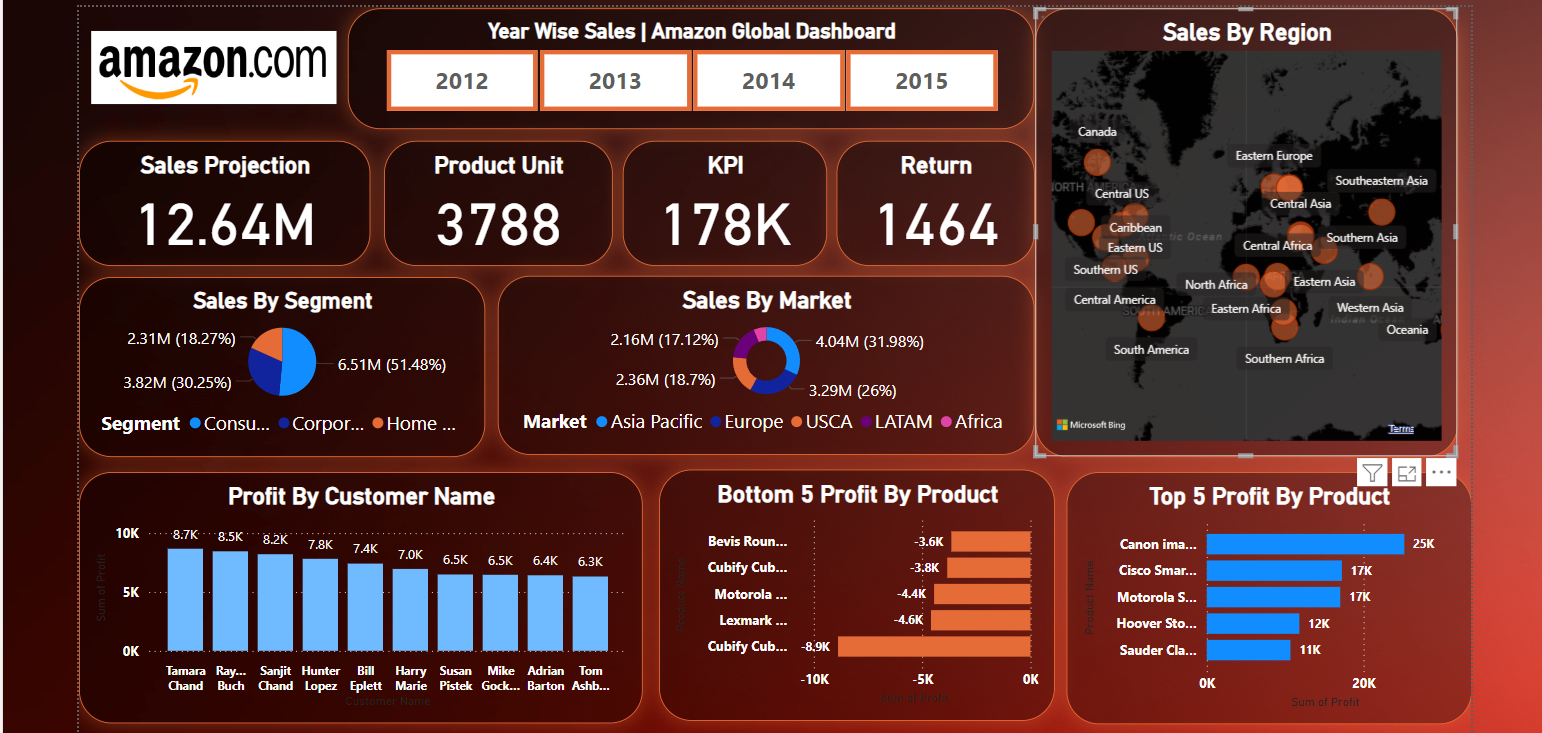 amazon.com
Year Wise Sales | Amazon Global Dashboard
2012
2013
2014
2015
Sales Projection
12.64M
Product Unit
3788
KPI
178K
Return
1464
Sales By Region
Canada
Eastern Europe
Southeastern Asia
NORTH AMERICA
Central US
Central Asia
Caribbean
Southern Asia
Eastern US
Central Africa
Southern US
North Africa
Eastern Asia
Central America
Eastern Africa
Western Asia
SOUTH AMERICA
Indian Ocean
Oceania
South America
Southern Africa
Microsoft Bing
Terms
Sales By Segment
2.31M (18.27%)
6.51M (51.48%)
3.82M (30.25%)
Segment Consu... Corpor... Home ...
Sales By Market
2.16M (17.12%)
4.04M (31.98%)
2.36M (18.7%)
3.29M (26%)
Market Asia Pacific Europe USCA LATAM Africa
Profit By Customer Name
Sum of Profit
10K
5K
0K
8.7K
8.5K
8.2K
7.8K
7.4K
7.0K
6.5K
6.5K
6.4K
6.3K
Tamara Chand
Ray... Buch
Sanjit Chand
Hunter Lopez
Bill Eplett
Harry Marie
Susan Pistek
Mike Gock...
Adrian Barton
Tom Ashb...
Customer Name
Bottom 5 Profit By Product
Product Name
Bevis Roun... -3.6K
Cubify Cub... -3.8K
Motorola ... -4.4K
Lexmark ... -4.6K
Cubify Cub... -8.9K
-10K -5K 0K
Sum of Profit
Top 5 Profit By Product
Product Name
Canon ima... 25K
Cisco Smar... 17K
Motorola S... 17K
Hoover Sto... 12K
Sauder Cla... 11K
0K 20K
Sum of Profit